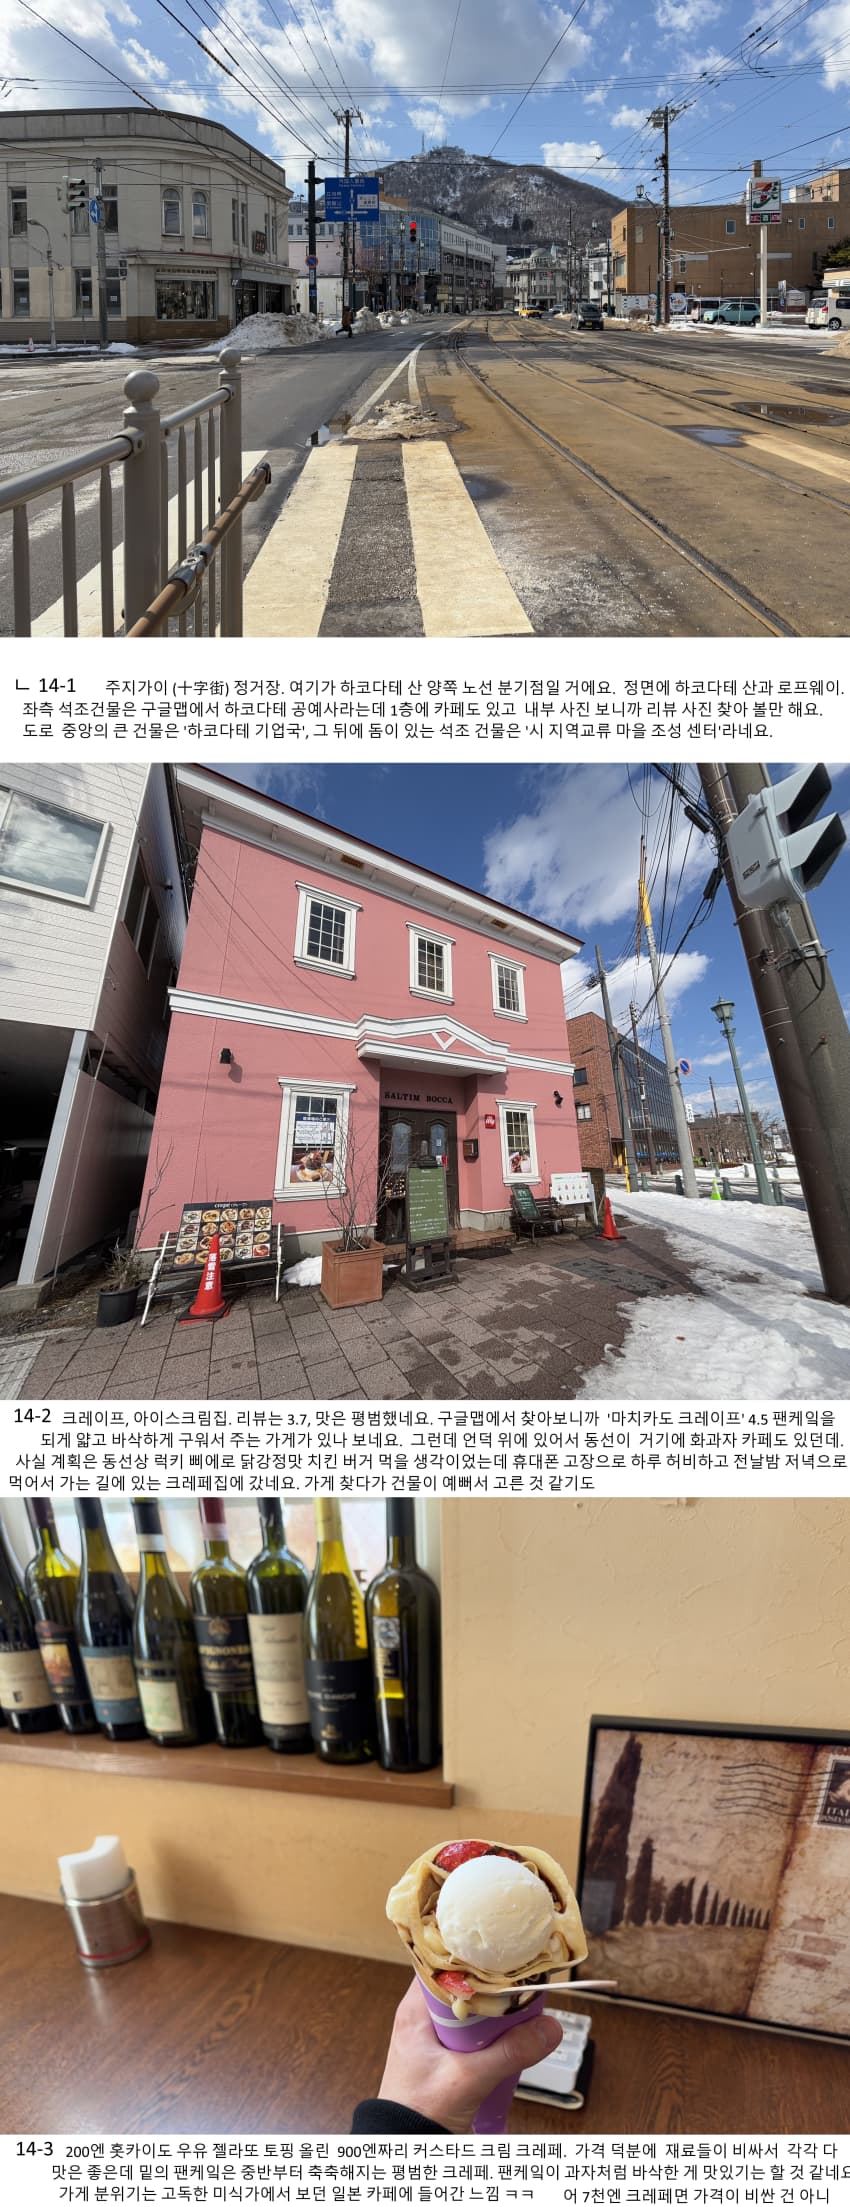 ㄴ 14-1 주지가이 (十字街) 정거장. 여기가 하코다테 산 양쪽 노선 분기점일 거에요. 정면에 하코다테 산과 로프웨이.
좌측 석조건물은 구글맵에서 하코다테 공예사라는데 1층에 카페도 있고 내부 사진 보니까 리뷰 사진 찾아 볼만 해요.
도로 중앙의 큰 건물은 '하코다테 기업국', 그 뒤에 돔이 있는 석조 건물은 '시 지역교류 마을 조성 센터'라네요.
SALTIM BOCCA
crepe
落雪注意
14-2 크레이프, 아이스크림집. 리뷰는 3.7, 맛은 평범했네요. 구글맵에서 찾아보니까 '마치카도 크레이프' 4.5 팬케잌을
되게 얇고 바삭하게 구워서 주는 가게가 있나 보네요. 그런데 언덕 위에 있어서 동선이 거기에 화과자 카페도 있던데.
사실 계획은 동선상 럭키 삐에로 닭강정맛 치킨 버거 먹을 생각이었는데 휴대폰 고장으로 하루 허비하고 전날밤 저녁으로
먹어서 가는 길에 있는 크레페집에 갔네요. 가게 찾다가 건물이 예뻐서 고른 것 같기도
14-3 200엔 홋카이도 우유 젤라또 토핑 올린 900엔짜리 커스타드 크림 크레페. 가격 덕분에 재료들이 비싸서 각각 다
맛은 좋은데 밑의 팬케잌은 중반부터 축축해지는 평범한 크레페. 팬케잌이 과자처럼 바삭한 게 맛있기는 할 것 같네요
가게 분위기는 고독한 미식가에서 보던 일본 카페에 들어간 느낌 ㅋㅋ 어 7천엔 크레페면 가격이 비싼 건 아니